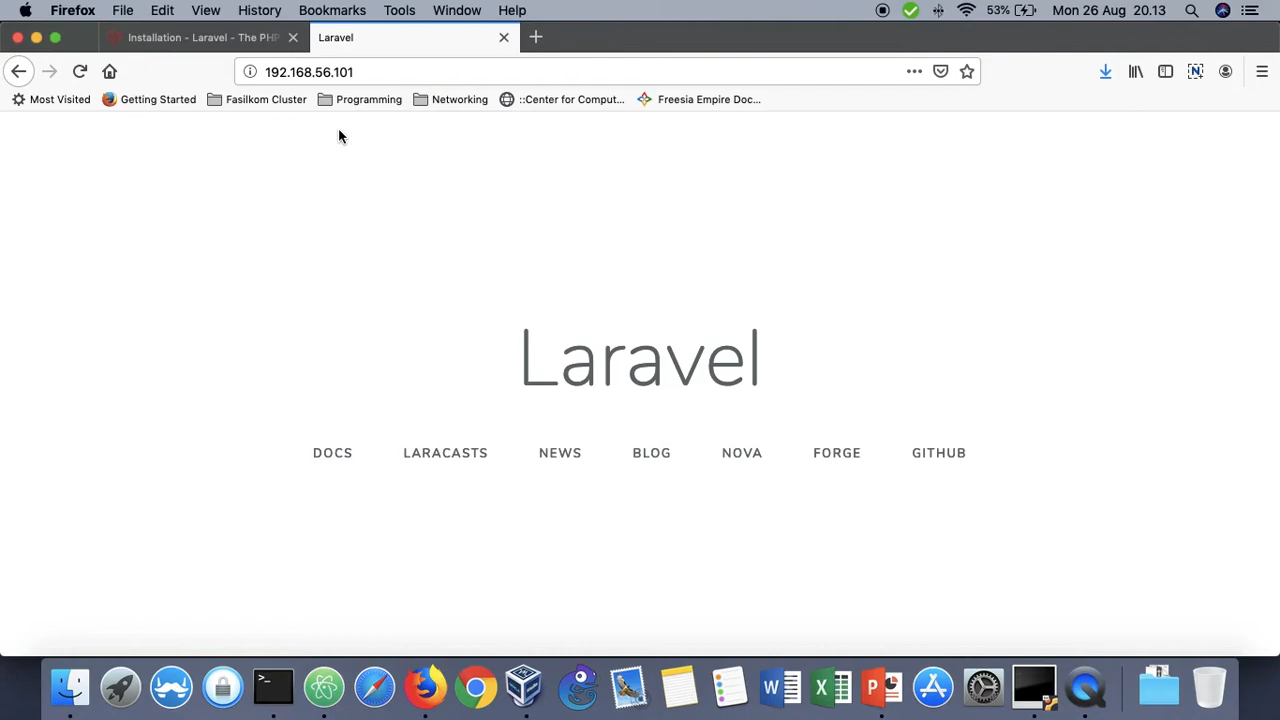 Firefox File Edit View History Bookmarks Tools Window Help 53% Mon 26 Aug 20.13
Installation - Laravel - The PHP Laravel
192.168.56.101
Most Visited Getting Started Fasilkom Cluster Programming Networking ::Center for Comput... Freesia Empire Doc...
Laravel
DOCS LARACASTS NEWS BLOG NOVA FORGE GITHUB